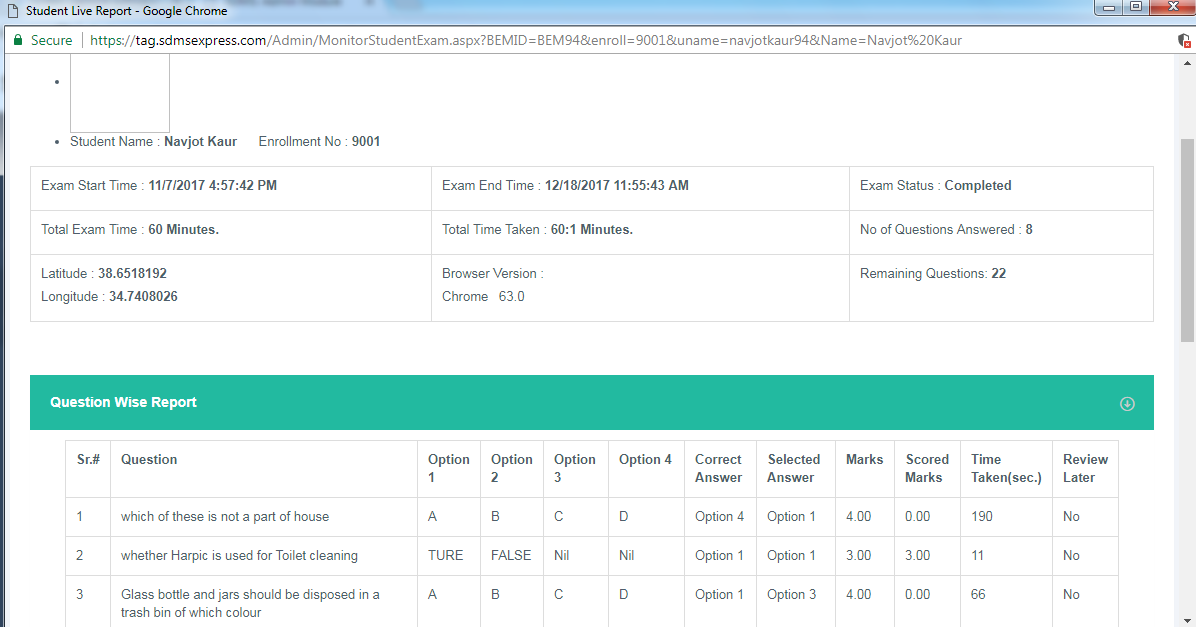 Student Live Report - Google Chrome
Secure https://tag.sdmsexpress.com/Admin/MonitorStudentExam.aspx?BEMID=BEM94&enroll=9001&uname=navjotkaur94&Name=Navjot%20Kaur
• Student Name : Navjot Kaur Enrollment No : 9001
Exam Start Time : 11/7/2017 4:57:42 PM Exam End Time : 12/18/2017 11:55:43 AM Exam Status : Completed
Total Exam Time : 60 Minutes. Total Time Taken : 60:1 Minutes. No of Questions Answered : 8
Latitude : 38.6518192 Browser Version : Remaining Questions: 22
Longitude : 34.7408026 Chrome 63.0
Question Wise Report
Sr.# Question Option Option Option Option 4 Correct Selected Marks Scored Time Review
1 2 3 Answer Answer Marks Taken(sec.) Later
1 which of these is not a part of house A B C D Option 4 Option 1 4.00 0.00 190 No
2 whether Harpic is used for Toilet cleaning TURE FALSE Nil Nil Option 1 Option 1 3.00 3.00 11 No
3 Glass bottle and jars should be disposed in a A B C D Option 1 Option 3 4.00 0.00 66 No
trash bin of which colour